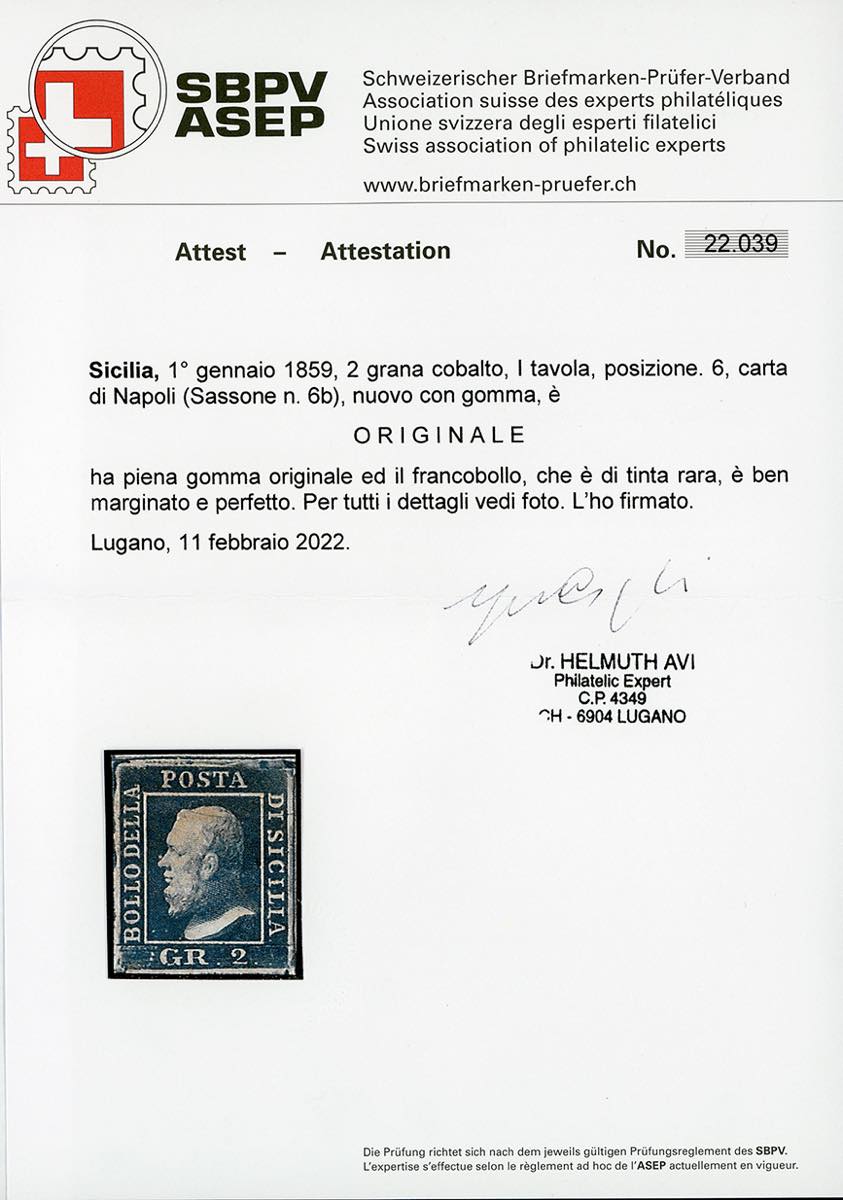 SBPV
ASEP
Schweizerischer Briefmarken-Prüfer-Verband
Association suisse des experts philatéliques
Unione svizzera degli esperti filatelici
Swiss association of philatelic experts
www.briefmarken-pruefer.ch
Attest – Attestation No. 22.039
Sicilia, 1° gennaio 1859, 2 grana cobalto, I tavola, posizione. 6, carta
di Napoli (Sassone n. 6b), nuovo con gomma, è
ORIGINALE
ha piena gomma originale ed il francobollo, che è di tinta rara, è ben
marginato e perfetto. Per tutti i dettagli vedi foto. L'ho firmato.
Lugano, 11 febbraio 2022.
Dr. HELMUTH AVI
Philatelic Expert
C.P. 4349
CH - 6904 LUGANO
POSTA
BOLLO DELLA
DI SICILIA
GR. 2.
Die Prüfung richtet sich nach dem jeweils gültigen Prüfungsreglement des SBPV.
L'expertise s'effectue selon le règlement ad hoc de l'ASEP actuellement en vigueur.